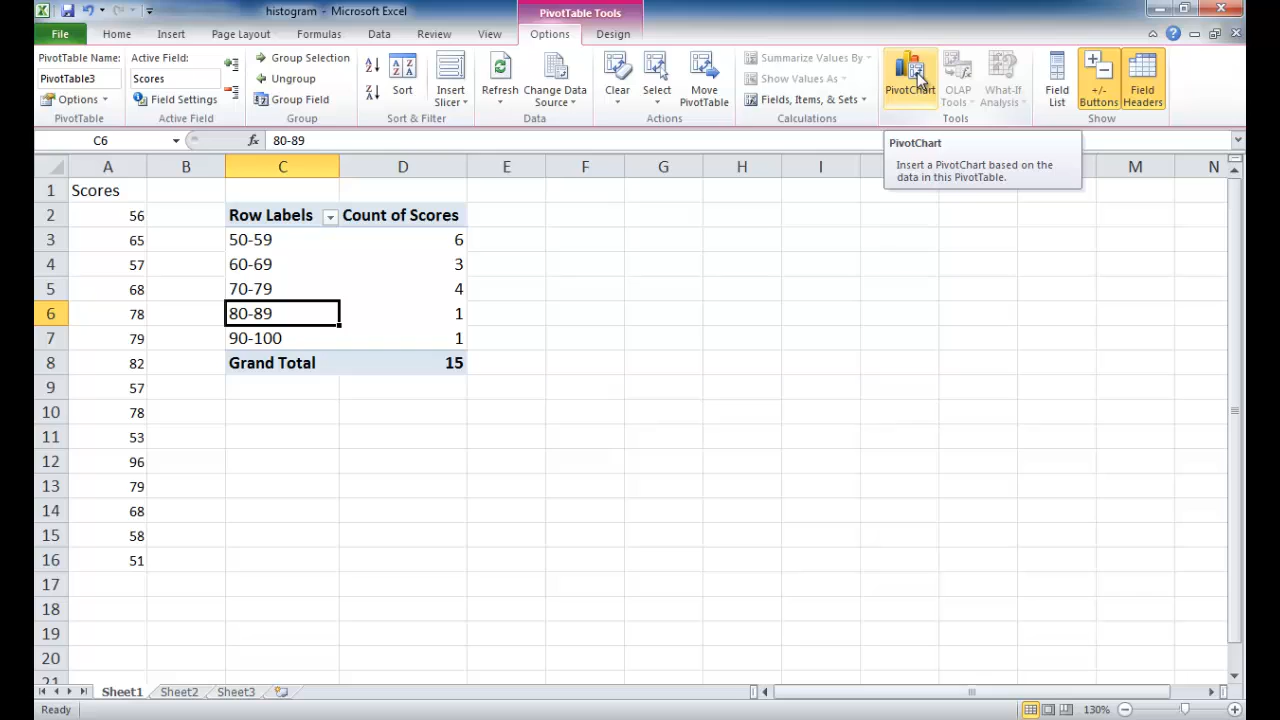 histogram - Microsoft Excel
PivotTable Tools
File Home Insert Page Layout Formulas Data Review View Options Design
PivotTable Name:
PivotTable3
Options
PivotTable
Active Field:
Scores
Field Settings
Active Field
Group Selection
Ungroup
Group Field
Group
Sort
Insert
Slicer
Sort & Filter
Refresh
Change Data
Source
Data
Clear
Select
Move
PivotTable
Actions
Summarize Values By
Show Values As
Fields, Items, & Sets
Calculations
PivotChart
OLAP
Tools
What-If
Analysis
Tools
Field
List
+/-
Buttons
Field
Headers
Show
C6 fx 80-89
PivotChart
Insert a PivotChart based on the
data in this PivotTable.
A B C D E F G H I M N
1 Scores
2 56 Row Labels Count of Scores
3 65 50-59 6
4 57 60-69 3
5 68 70-79 4
6 78 80-89 1
7 79 90-100 1
8 82 Grand Total 15
9 57
10 78
11 53
12 96
13 79
14 68
15 58
16 51
17
18
19
20
21
Sheet1 Sheet2 Sheet3
Ready 130%